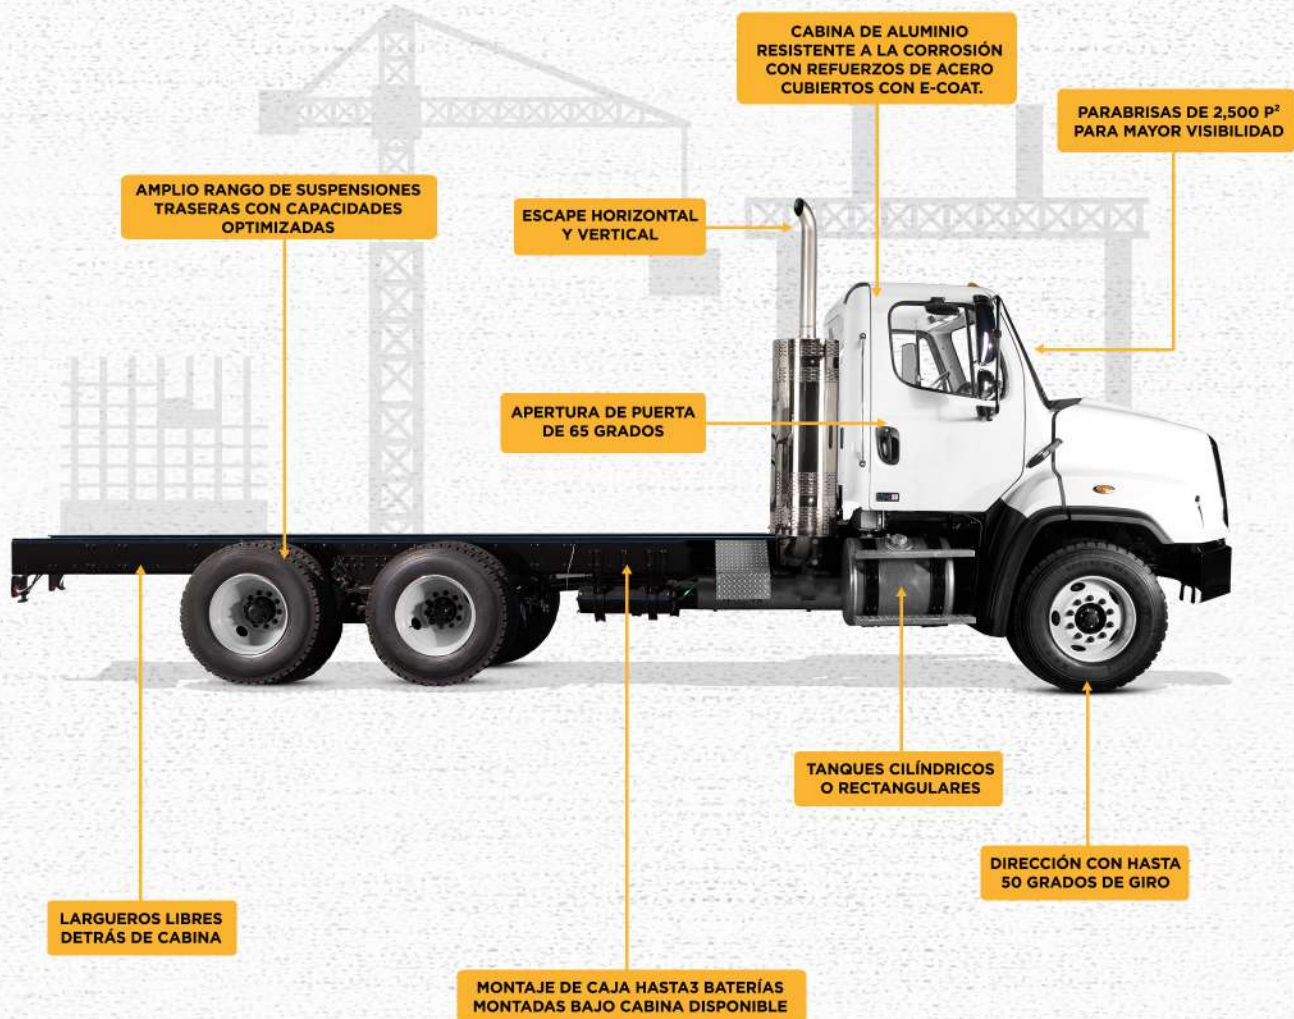 CABINA DE ALUMINIO
RESISTENTE A LA CORROSIÓN
CON REFUERZOS DE ACERO
CUBIERTOS CON E-COAT.
PARABRISAS DE 2,500 P²
PARA MAYOR VISIBILIDAD
AMPLIO RANGO DE SUSPENSIONES
TRASERAS CON CAPACIDADES
OPTIMIZADAS
ESCAPE HORIZONTAL
Y VERTICAL
APERTURA DE PUERTA
DE 65 GRADOS
TANQUES CILÍNDRICOS
O RECTANGULARES
DIRECCIÓN CON HASTA
50 GRADOS DE GIRO
LARGUEROS LIBRES
DETRÁS DE CABINA
MONTAJE DE CAJA HASTA3 BATERÍAS
MONTADAS BAJO CABINA DISPONIBLE